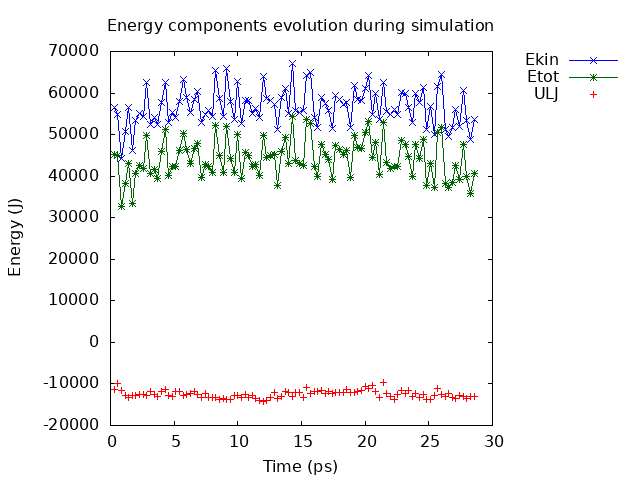 Energy components evolution during simulation
Ekin
Etot
ULJ
70000
60000
50000
40000
30000
20000
10000
0
-10000
-20000
Energy (J)
0 5 10 15 20 25 30
Time (ps)